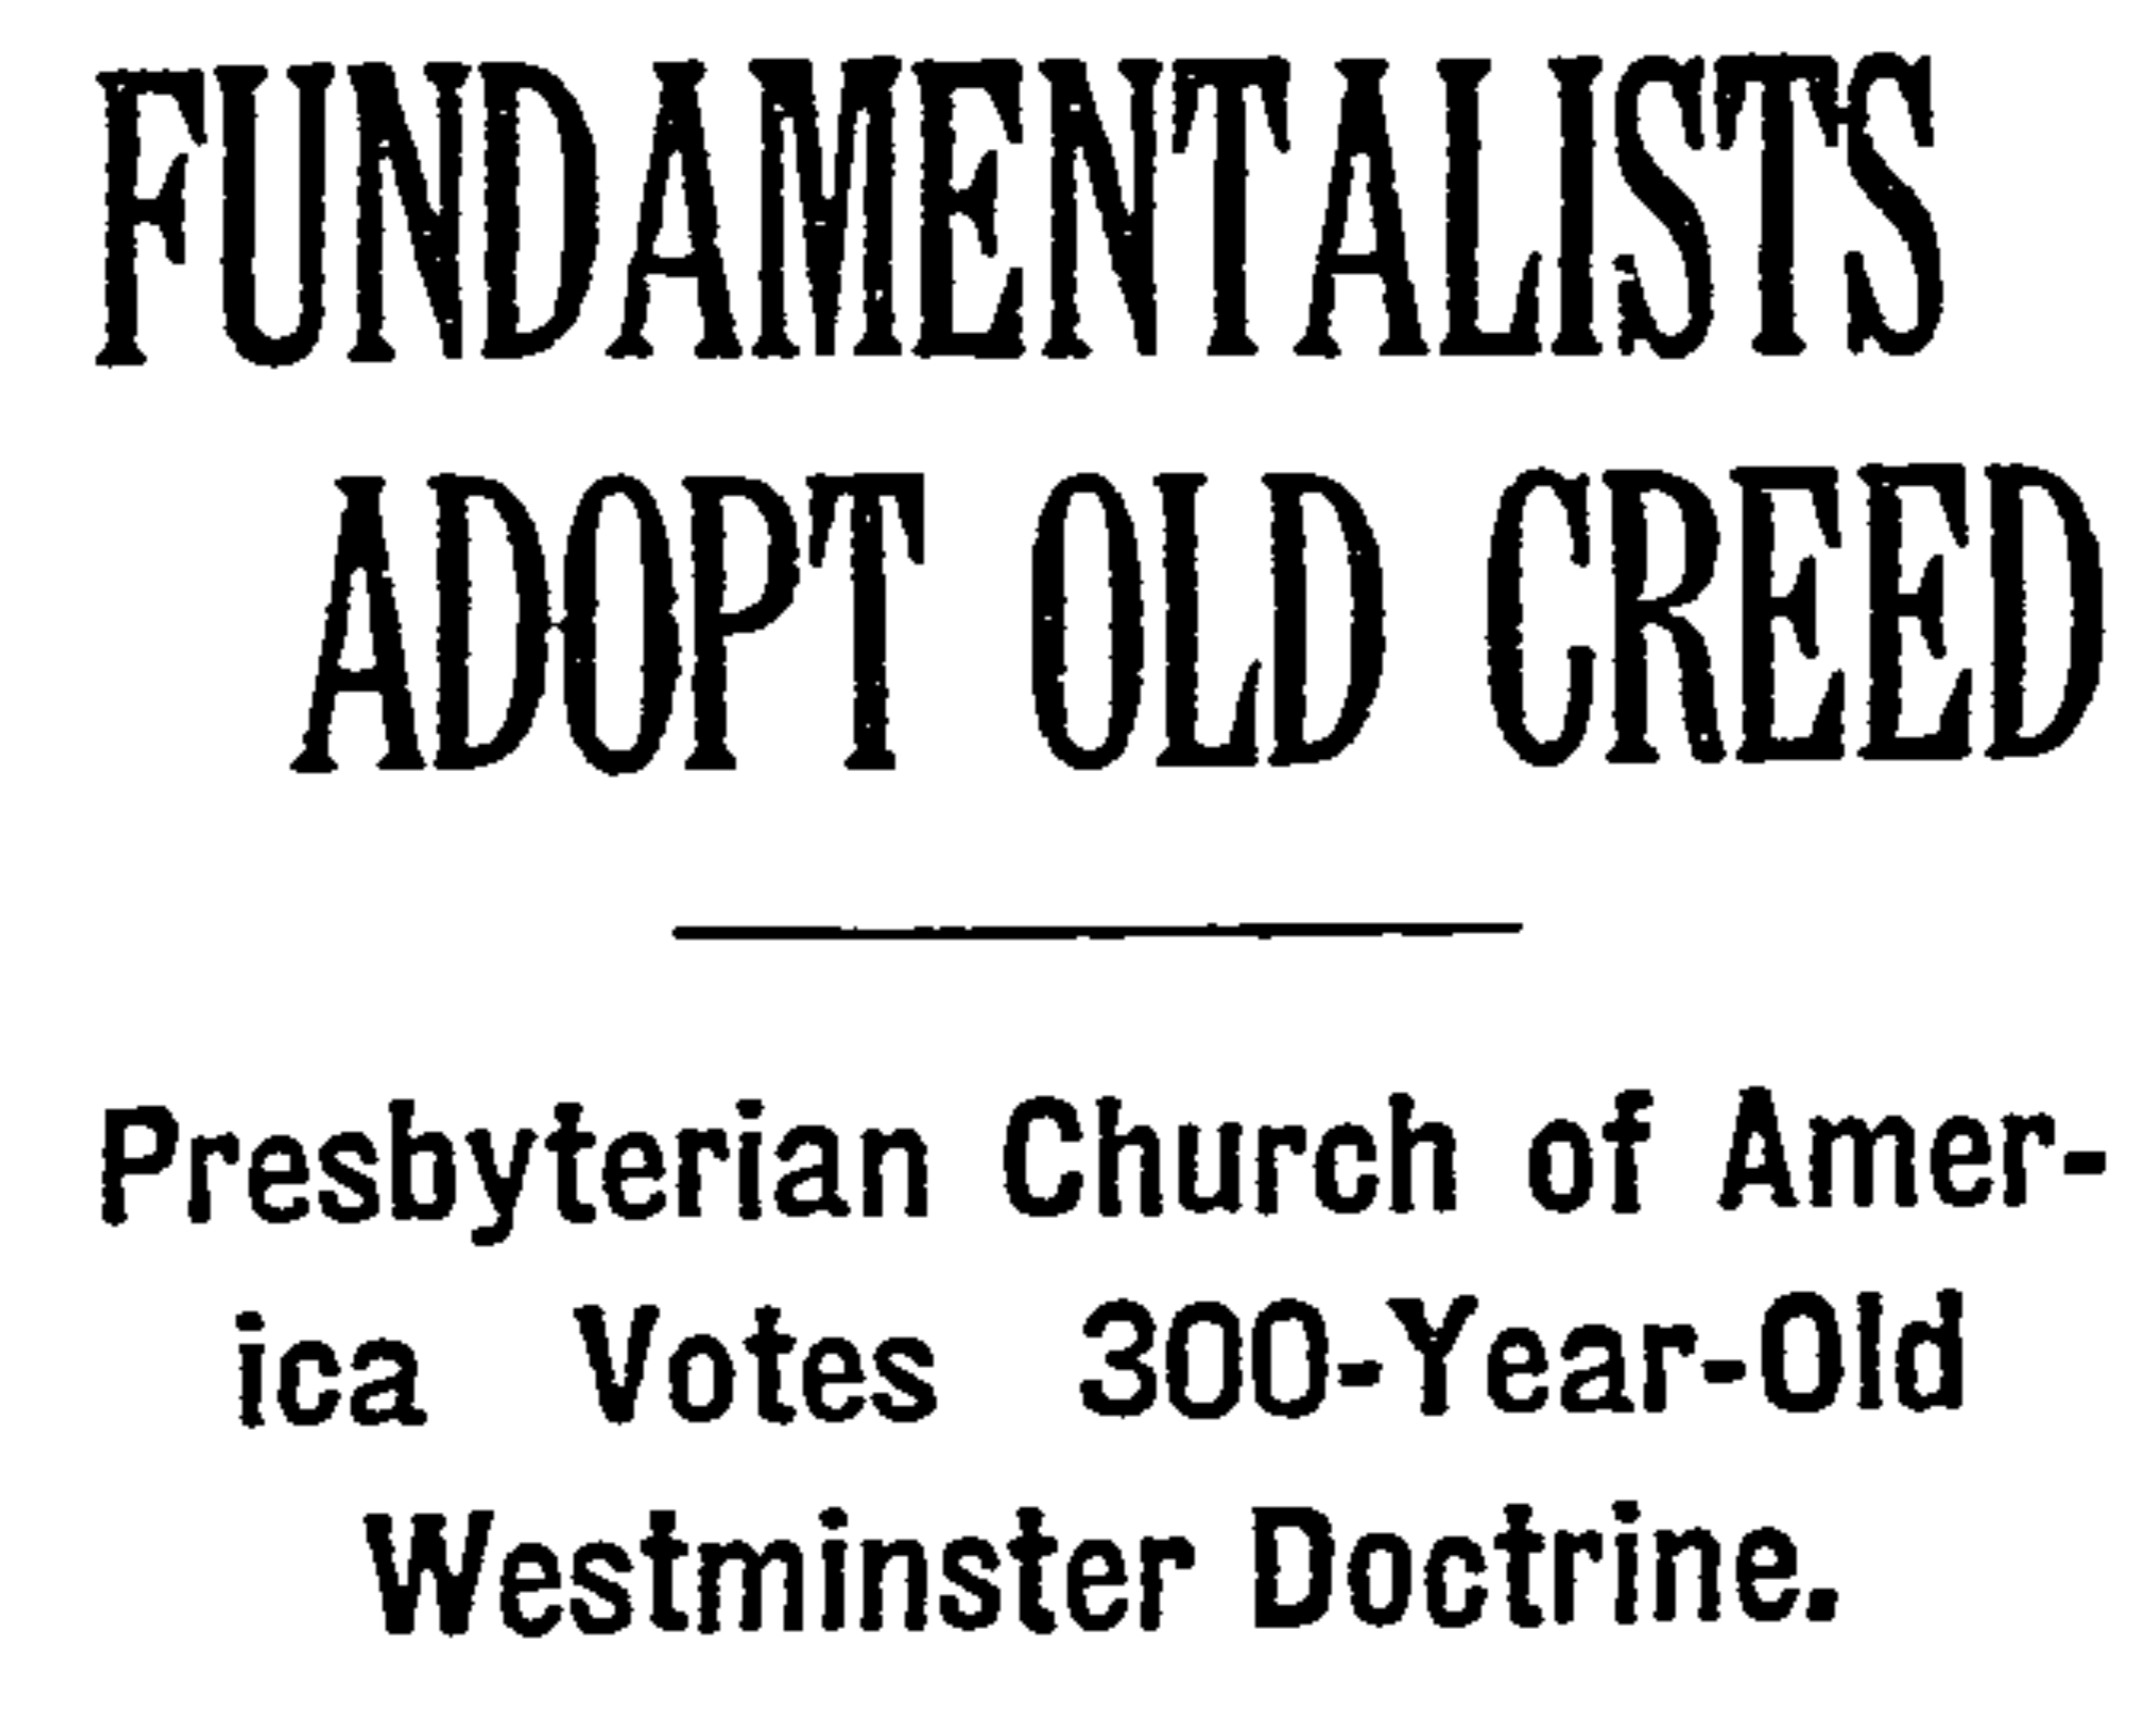 FUNDAMENTALISTS
ADOPT OLD CREED
Presbyterian Church of Amer-
ica Votes 300-Year-Old
Westminster Doctrine.